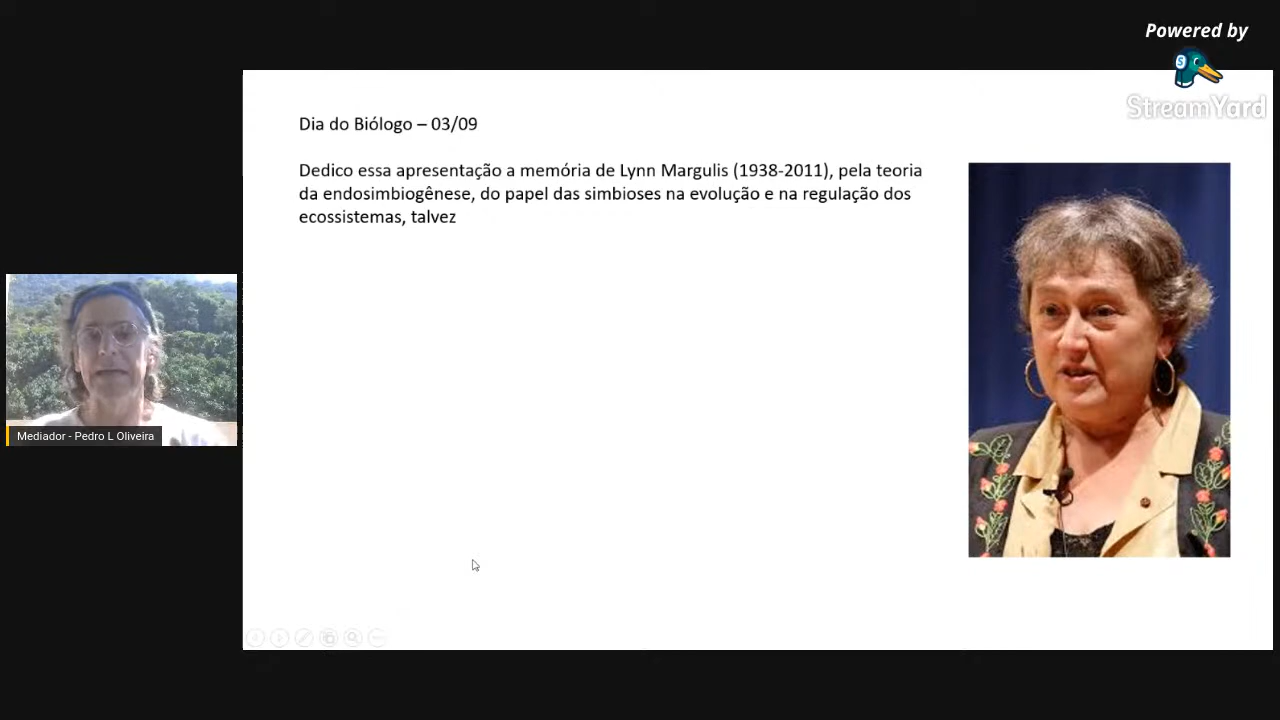 Powered by
StreamYard
Dia do Biólogo – 03/09
Dedico essa apresentação a memória de Lynn Margulis (1938-2011), pela teoria
da endosimbiogênese, do papel das simbioses na evolução e na regulação dos
ecossistemas, talvez
Mediador - Pedro L Oliveira